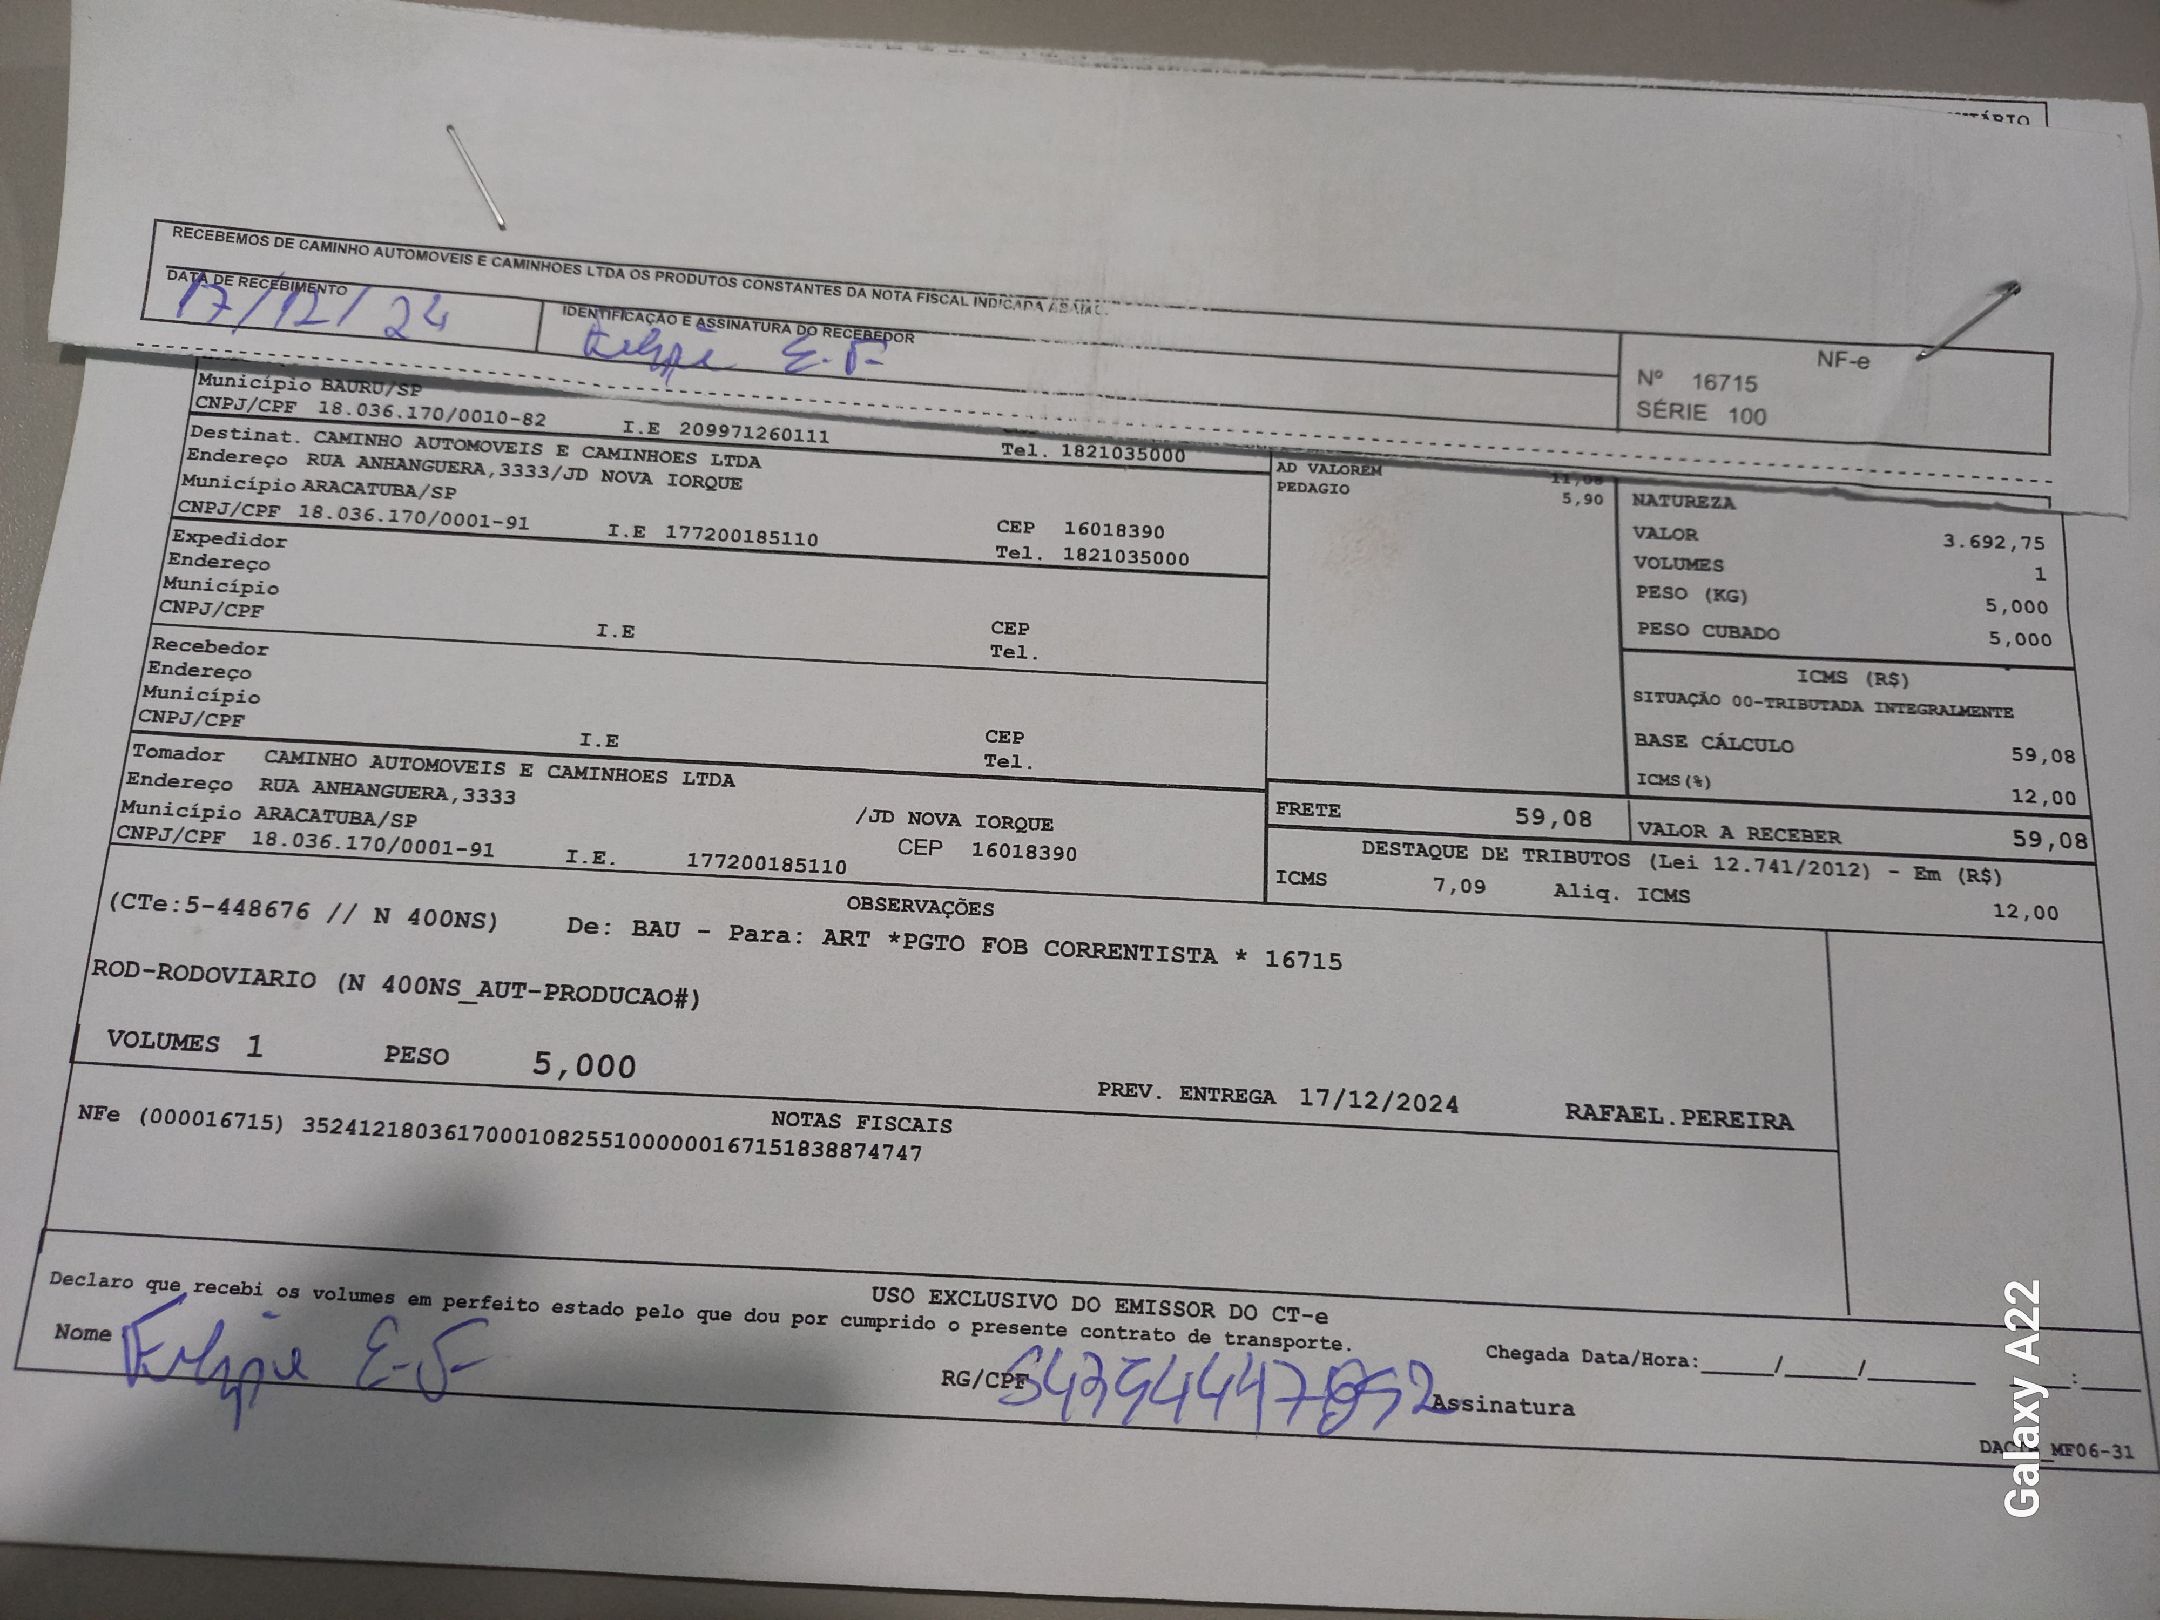 RECEBEMOS DE CAMINHO AUTOMOVEIS E CAMINHOES LTDA OS PRODUTOS CONSTANTES DA NOTA FISCAL INDICADA ABAIXO.
DATA DE RECEBIMENTO
17/12/24
IDENTIFICAÇÃO E ASSINATURA DO RECEBEDOR
Felipe E.F
NF-e
Nº 16715
SÉRIE 100
Município BAURU/SP
CNPJ/CPF 18.036.170/0010-82 I.E 209971260111 Tel. 1821035000
Destinat. CAMINHO AUTOMOVEIS E CAMINHOES LTDA
Endereço RUA ANHANGUERA,3333/JD NOVA IORQUE
Município ARACATUBA/SP CEP 16018390
CNPJ/CPF 18.036.170/0001-91 I.E 177200185110 Tel. 1821035000
Expedidor
Endereço
Município CEP
CNPJ/CPF I.E Tel.
Recebedor
Endereço
Município CEP
CNPJ/CPF I.E Tel.
Tomador CAMINHO AUTOMOVEIS E CAMINHOES LTDA
Endereço RUA ANHANGUERA,3333 /JD NOVA IORQUE
Município ARACATUBA/SP CEP 16018390
CNPJ/CPF 18.036.170/0001-91 I.E. 177200185110
AD VALOREM 11,08
PEDAGIO 5,90
NATUREZA
VALOR 3.692,75
VOLUMES 1
PESO (KG) 5,000
PESO CUBADO 5,000
ICMS (R$)
SITUAÇÃO 00-TRIBUTADA INTEGRALMENTE
BASE CÁLCULO 59,08
ICMS(%) 12,00
FRETE 59,08 VALOR A RECEBER 59,08
DESTAQUE DE TRIBUTOS (Lei 12.741/2012) - Em (R$)
ICMS 7,09 Aliq. ICMS 12,00
OBSERVAÇÕES
(CTe:5-448676 // N 400NS) De: BAU - Para: ART *PGTO FOB CORRENTISTA * 16715
ROD-RODOVIARIO (N 400NS_AUT-PRODUCAO#)
VOLUMES 1 PESO 5,000 PREV. ENTREGA 17/12/2024 RAFAEL.PEREIRA
NOTAS FISCAIS
NFe (000016715) 35241218036170001082551000000167151838874747
USO EXCLUSIVO DO EMISSOR DO CT-e
Declaro que recebi os volumes em perfeito estado pelo que dou por cumprido o presente contrato de transporte.
Nome Felipe E-F RG/CPF Assinatura
Chegada Data/Hora:____/____/______ ___:____
MF06-31
Galaxy A22